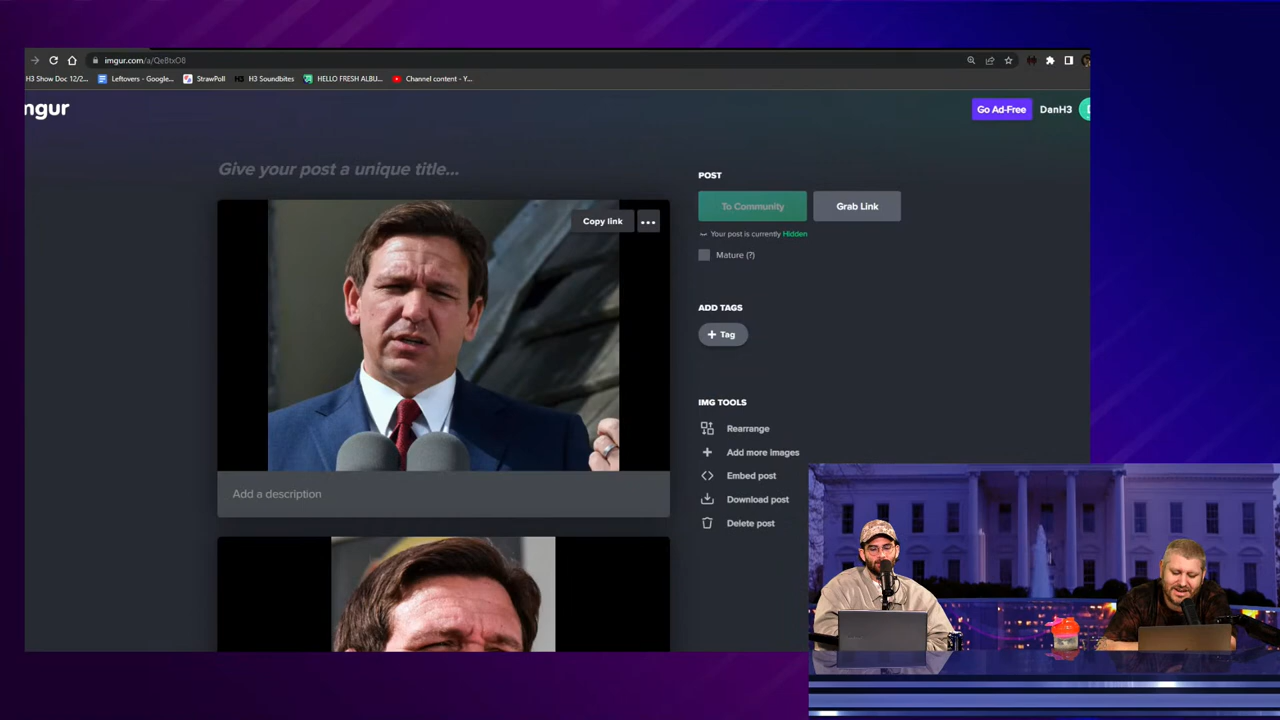 imgur.com/a/QeBtxO8
H3 Show Doc 12/2...
Leftovers - Google...
StrawPoll
H3 Soundbites
HELLO FRESH ALBU...
Channel content - Y...
mgur
Go Ad-Free
DanH3
Give your post a unique title...
Copy link
POST
To Community
Grab Link
Your post is currently Hidden
Mature (?)
ADD TAGS
+ Tag
IMG TOOLS
Rearrange
Add more images
Embed post
Download post
Delete post
Add a description